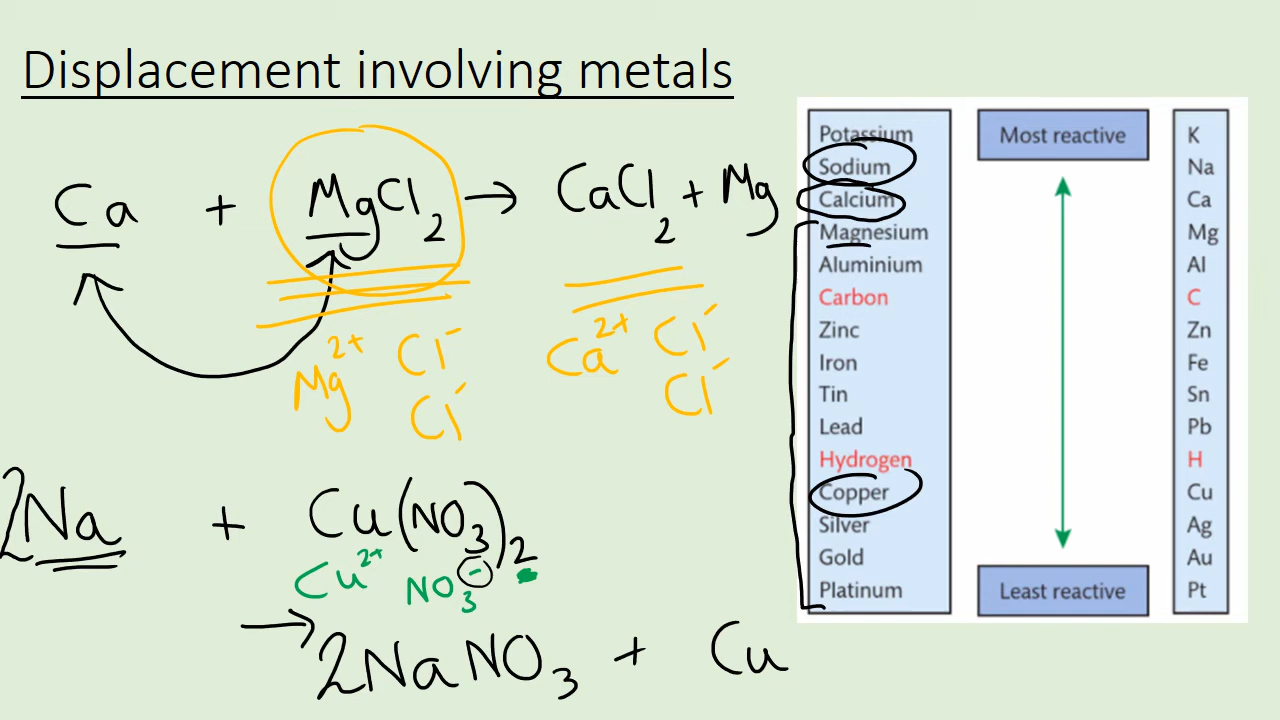 Displacement involving metals
Ca + MgCl₂ → CaCl₂ + Mg
Mg²⁺ Cl⁻ Ca²⁺ Cl⁻
Cl⁻ Cl⁻
2Na + Cu(NO₃)₂
Cu²⁺ NO₃⁻
→ 2NaNO₃ + Cu
Potassium Most reactive K
Sodium Na
Calcium Ca
Magnesium Mg
Aluminium Al
Carbon C
Zinc Zn
Iron Fe
Tin Sn
Lead Pb
Hydrogen H
Copper Cu
Silver Ag
Gold Au
Platinum Least reactive Pt